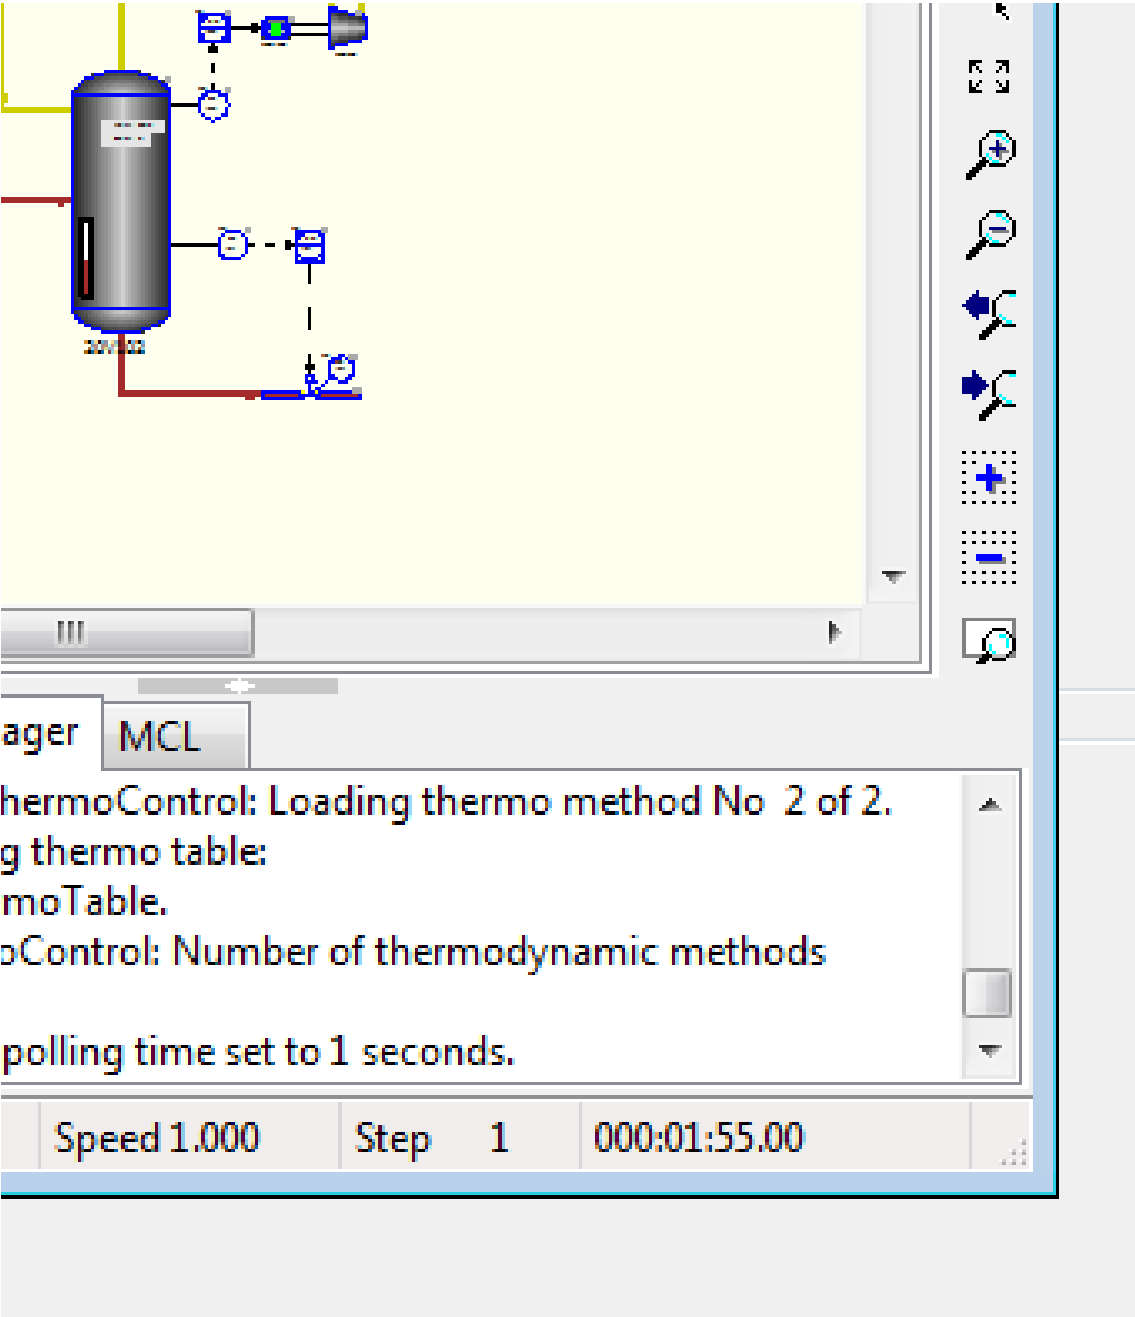 ager
MCL
hermoControl: Loading thermo method No 2 of 2.
g thermo table:
moTable.
oControl: Number of thermodynamic methods
polling time set to 1 seconds.
Speed 1.000
Step 1
000:01:55.00